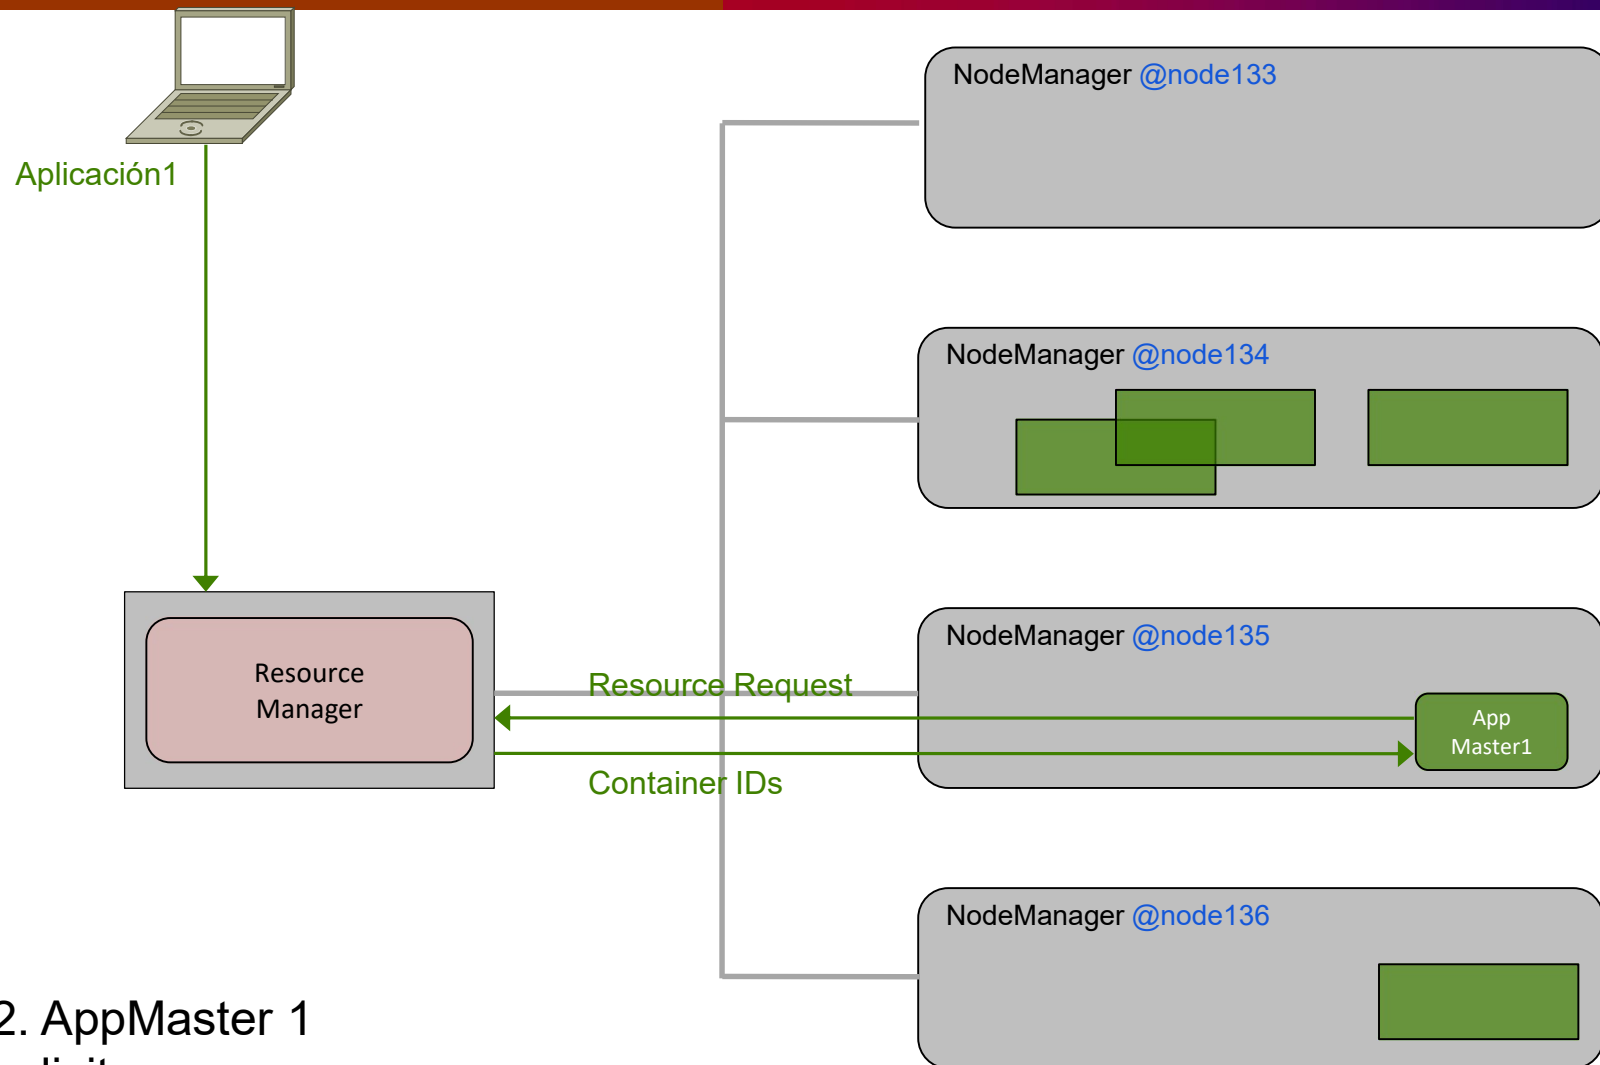 NodeManager @node133
Aplicación1
NodeManager @node134
NodeManager @node135
Resource
Manager
Resource Request
App
Master1
Container IDs
NodeManager @node136
2. AppMaster 1